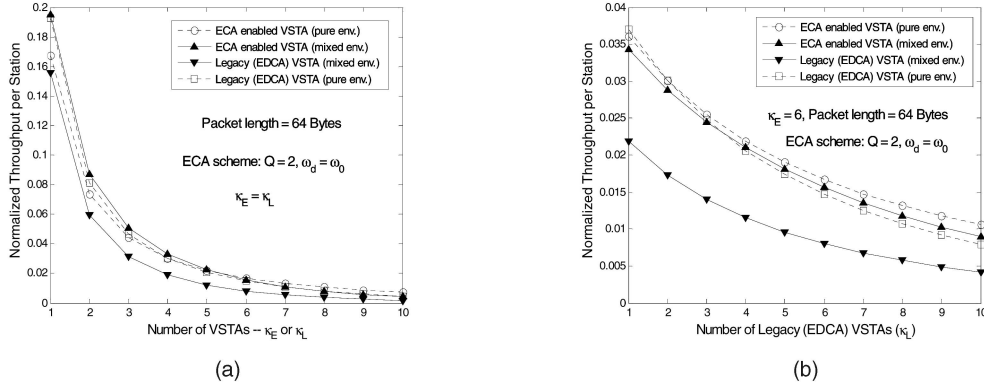 0.2
0.18
0.16
0.14
0.12
0.1
0.08
0.06
0.04
0.02
0
Normalized Throughput per Station
ECA enabled VSTA (pure env.)
ECA enabled VSTA (mixed env.)
Legacy (EDCA) VSTA (mixed env.)
Legacy (EDCA) VSTA (pure env.)
Packet length = 64 Bytes
ECA scheme: Q = 2, ω_d = ω_0
κ_E = κ_L
1 2 3 4 5 6 7 8 9 10
Number of VSTAs -- κ_E or κ_L
(a)
0.04
0.035
0.03
0.025
0.02
0.015
0.01
0.005
0
Normalized Throughput per Station
ECA enabled VSTA (pure env.)
ECA enabled VSTA (mixed env.)
Legacy (EDCA) VSTA (mixed env.)
Legacy (EDCA) VSTA (pure env.)
κ_E = 6, Packet length = 64 Bytes
ECA scheme: Q = 2, ω_d = ω_0
1 2 3 4 5 6 7 8 9 10
Number of Legacy (EDCA) VSTAs (κ_L)
(b)